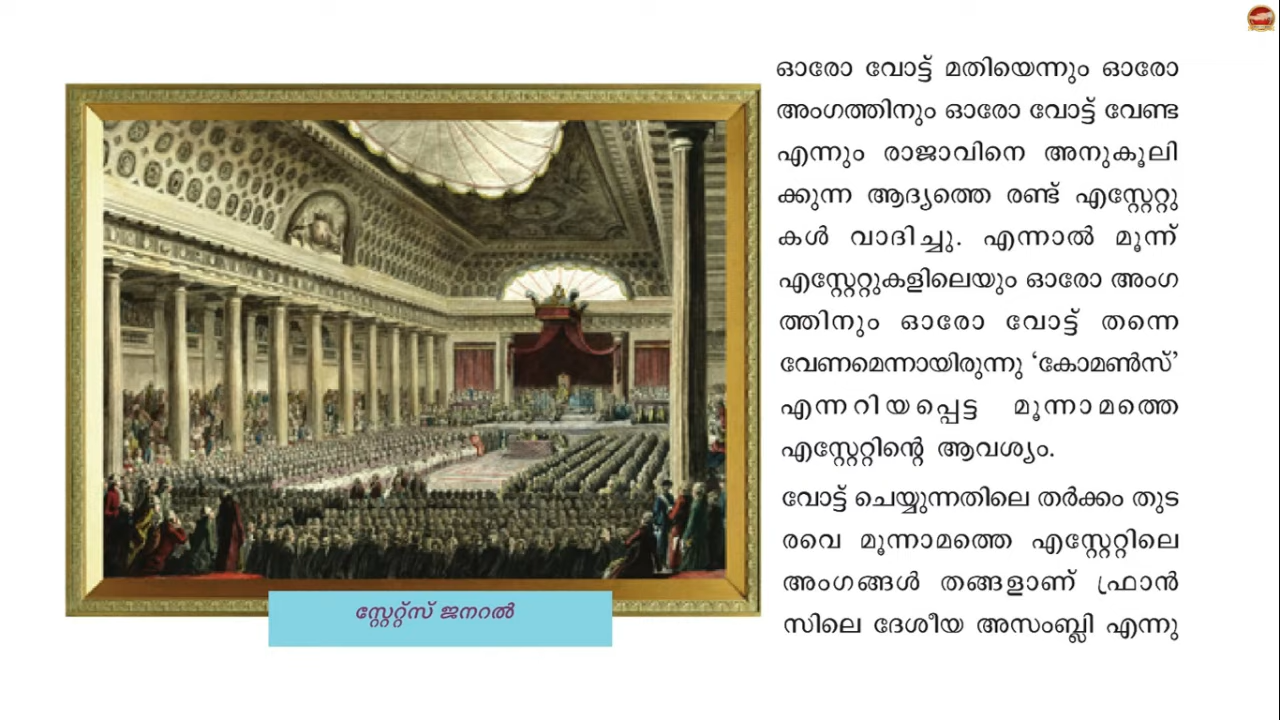 ഓരോ വോട്ട് മതിയെന്നും ഓരോ
അംഗത്തിനും ഓരോ വോട്ട് വേണ്ട
എന്നും രാജാവിനെ അനുകൂലി
ക്കുന്ന ആദ്യത്തെ രണ്ട് എസ്റ്റേറ്റു
കൾ വാദിച്ചു. എന്നാൽ മൂന്ന്
എസ്റ്റേറ്റുകളിലെയും ഓരോ അംഗ
ത്തിനും ഓരോ വോട്ട് തന്നെ
വേണമെന്നായിരുന്നു ‘കോമൺസ്’
എന്നറിയപ്പെട്ട മൂന്നാമത്തെ
എസ്റ്റേറ്റിന്റെ ആവശ്യം.
വോട്ട് ചെയ്യുന്നതിലെ തർക്കം തുട
രവെ മൂന്നാമത്തെ എസ്റ്റേറ്റിലെ
അംഗങ്ങൾ തങ്ങളാണ് ഫ്രാൻ
സിലെ ദേശീയ അസംബ്ലി എന്നു
സ്റ്റേറ്റ്സ് ജനറൽ